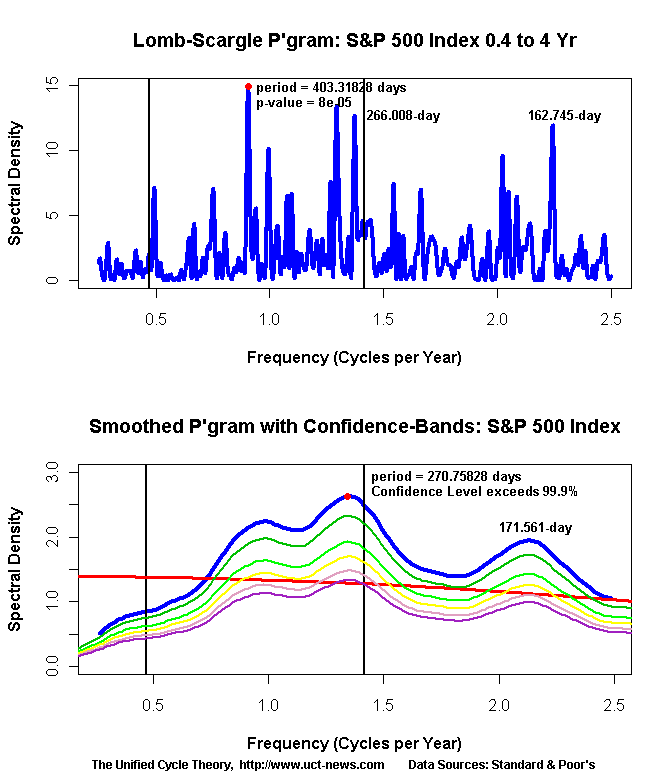 Lomb-Scargle P'gram: S&P 500 Index 0.4 to 4 Yr
15
10
5
0
Spectral Density
period = 403.31828 days
p-value = 8e-05
266.008-day
162.745-day
0.5 1.0 1.5 2.0 2.5
Frequency (Cycles per Year)
Smoothed P'gram with Confidence-Bands: S&P 500 Index
3.0
2.0
1.0
0.0
Spectral Density
period = 270.75828 days
Confidence Level exceeds 99.9%
171.561-day
0.5 1.0 1.5 2.0 2.5
Frequency (Cycles per Year)
The Unified Cycle Theory, http://www.uct-news.com Data Sources: Standard & Poor's